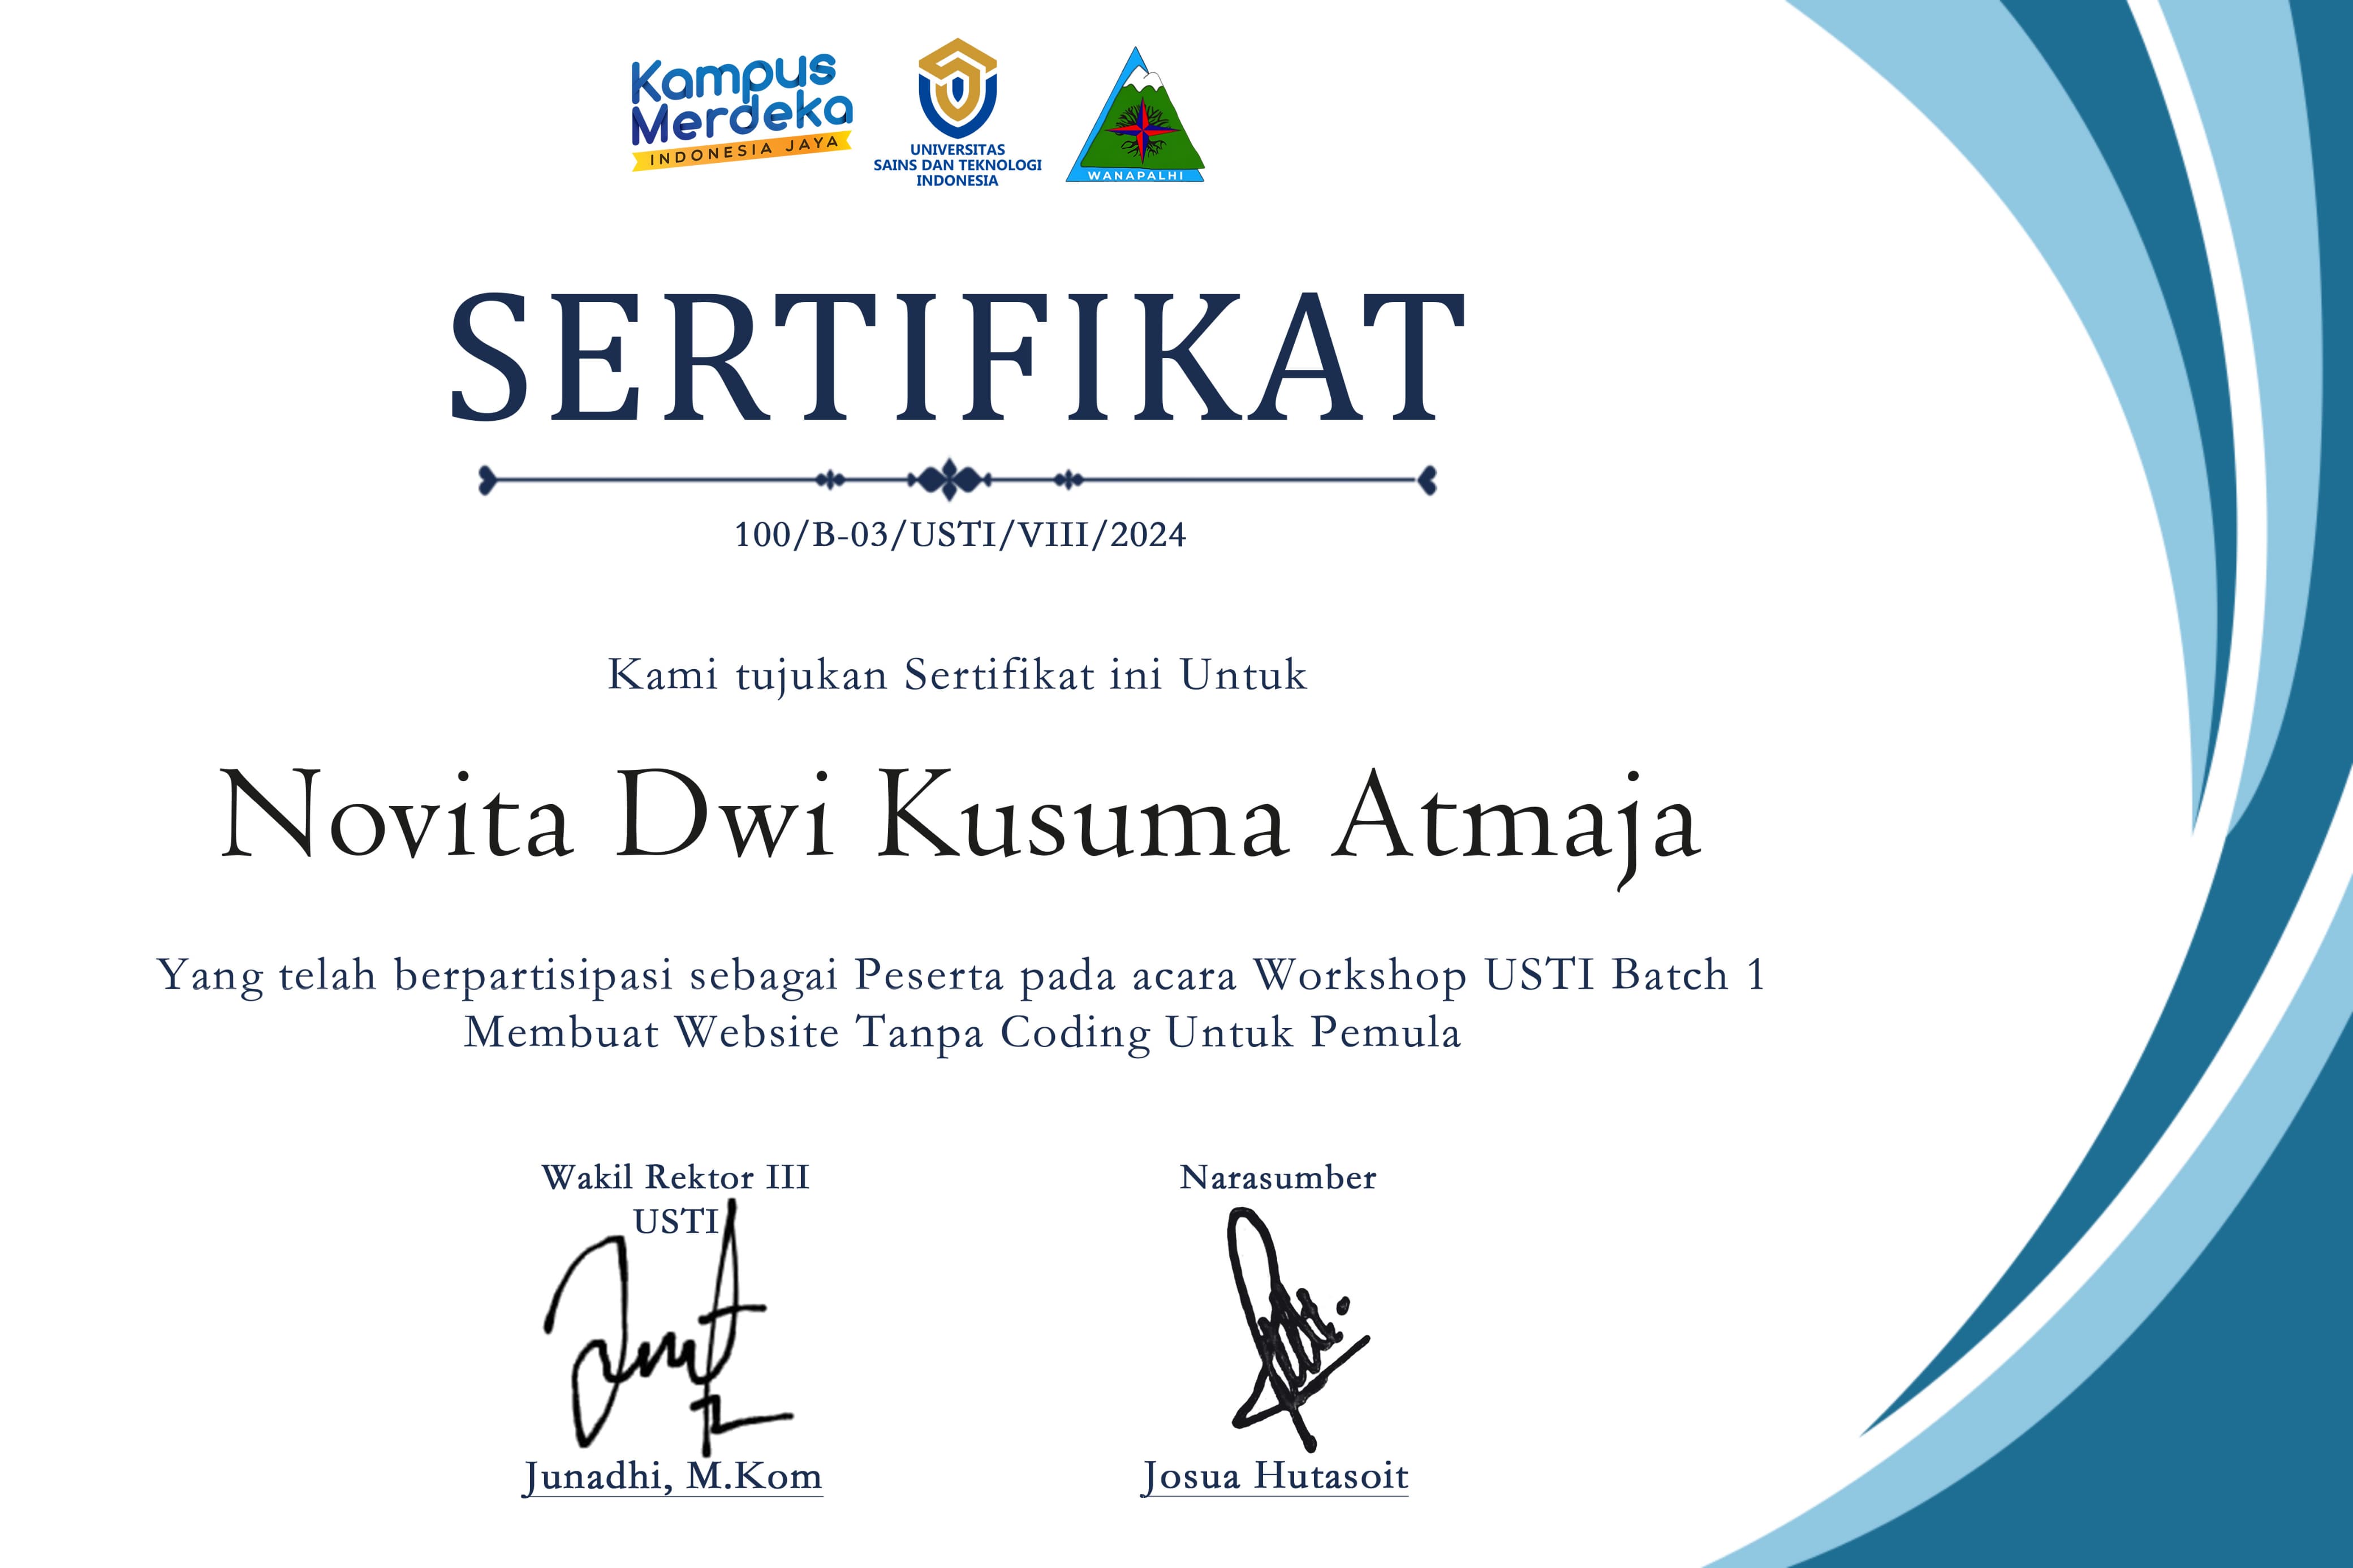 Kampus
Merdeka
INDONESIA JAYA
UNIVERSITAS
SAINS DAN TEKNOLOGI
INDONESIA
WANAPALHI
SERTIFIKAT
100/B-03/USTI/VIII/2024
Kami tujukan Sertifikat ini Untuk
Novita Dwi Kusuma Atmaja
Yang telah berpartisipasi sebagai Peserta pada acara Workshop USTI Batch 1
Membuat Website Tanpa Coding Untuk Pemula
Wakil Rektor III
USTI
Junadhi, M.Kom
Narasumber
Josua Hutasoit